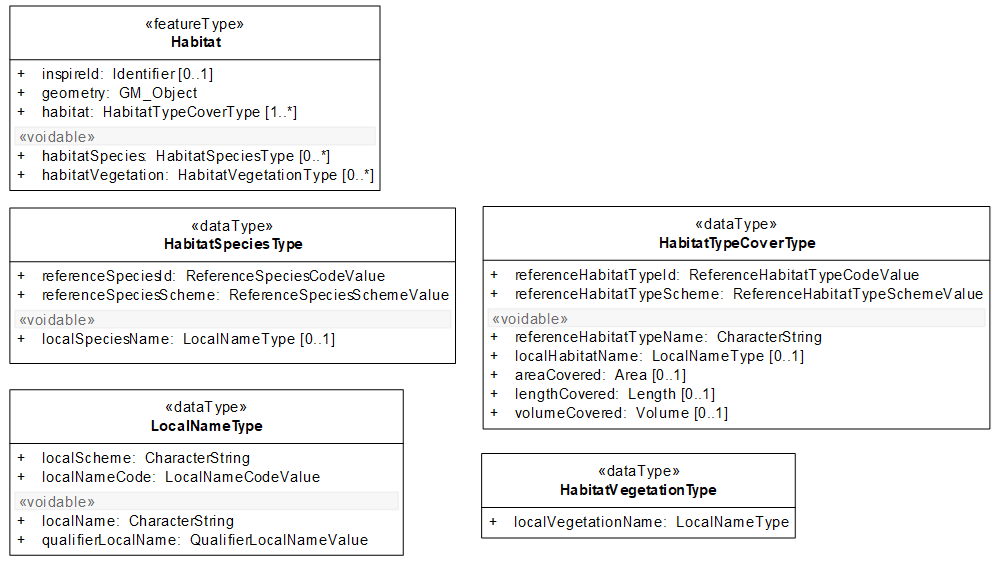 «featureType»
Habitat
+ inspireId: Identifier [0..1]
+ geometry: GM_Object
+ habitat: HabitatTypeCoverType [1..*]
«voidable»
+ habitatSpecies: HabitatSpeciesType [0..*]
+ habitatVegetation: HabitatVegetationType [0..*]
«dataType»
HabitatSpeciesType
+ referenceSpeciesId: ReferenceSpeciesCodeValue
+ referenceSpeciesScheme: ReferenceSpeciesSchemeValue
«voidable»
+ localSpeciesName: LocalNameType [0..1]
«dataType»
HabitatTypeCoverType
+ referenceHabitatTypeId: ReferenceHabitatTypeCodeValue
+ referenceHabitatTypeScheme: ReferenceHabitatTypeSchemeValue
«voidable»
+ referenceHabitatTypeName: CharacterString
+ localHabitatName: LocalNameType [0..1]
+ areaCovered: Area [0..1]
+ lengthCovered: Length [0..1]
+ volumeCovered: Volume [0..1]
«dataType»
LocalNameType
+ localScheme: CharacterString
+ localNameCode: LocalNameCodeValue
«voidable»
+ localName: CharacterString
+ qualifierLocalName: QualifierLocalNameValue
«dataType»
HabitatVegetationType
+ localVegetationName: LocalNameType